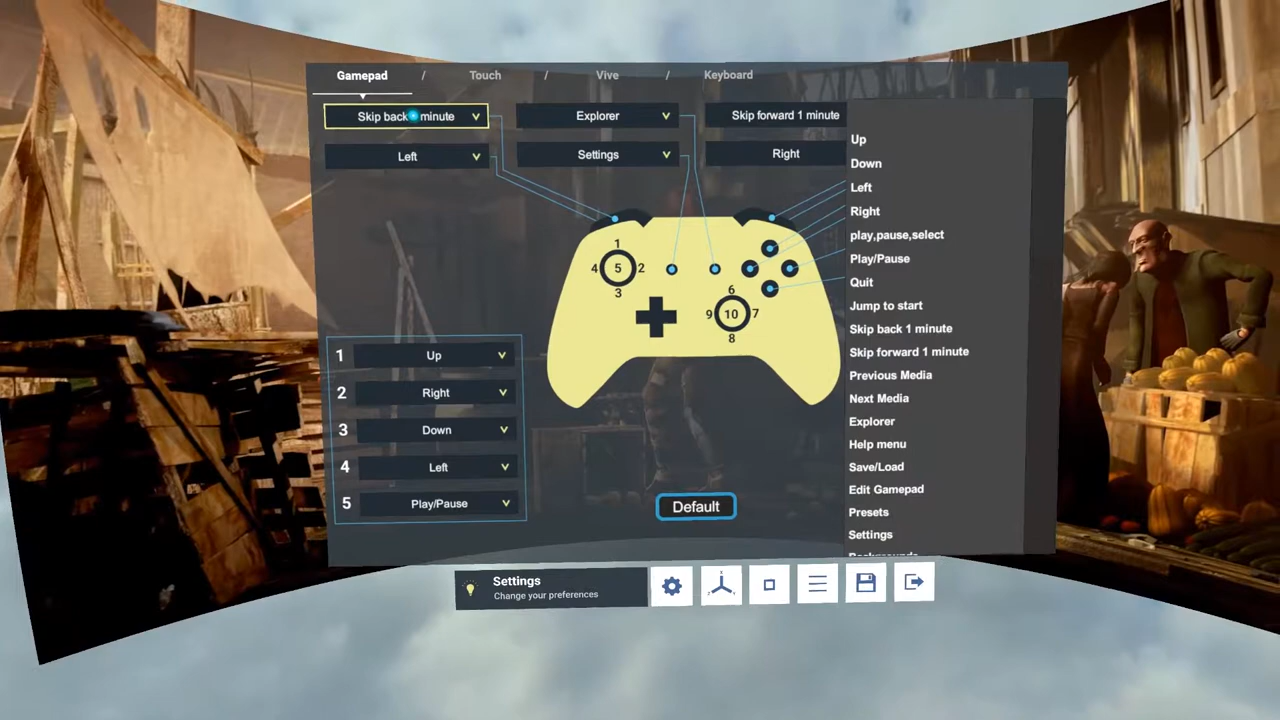 Gamepad / Touch / Vive / Keyboard
Skip back minute
Explorer
Skip forward 1 minute
Left
Settings
Right
1
4 5 2
3
6
9 10 7
8
1 Up
2 Right
3 Down
4 Left
5 Play/Pause
Default
Up
Down
Left
Right
play,pause,select
Play/Pause
Quit
Jump to start
Skip back 1 minute
Skip forward 1 minute
Previous Media
Next Media
Explorer
Help menu
Save/Load
Edit Gamepad
Presets
Settings
Settings
Change your preferences